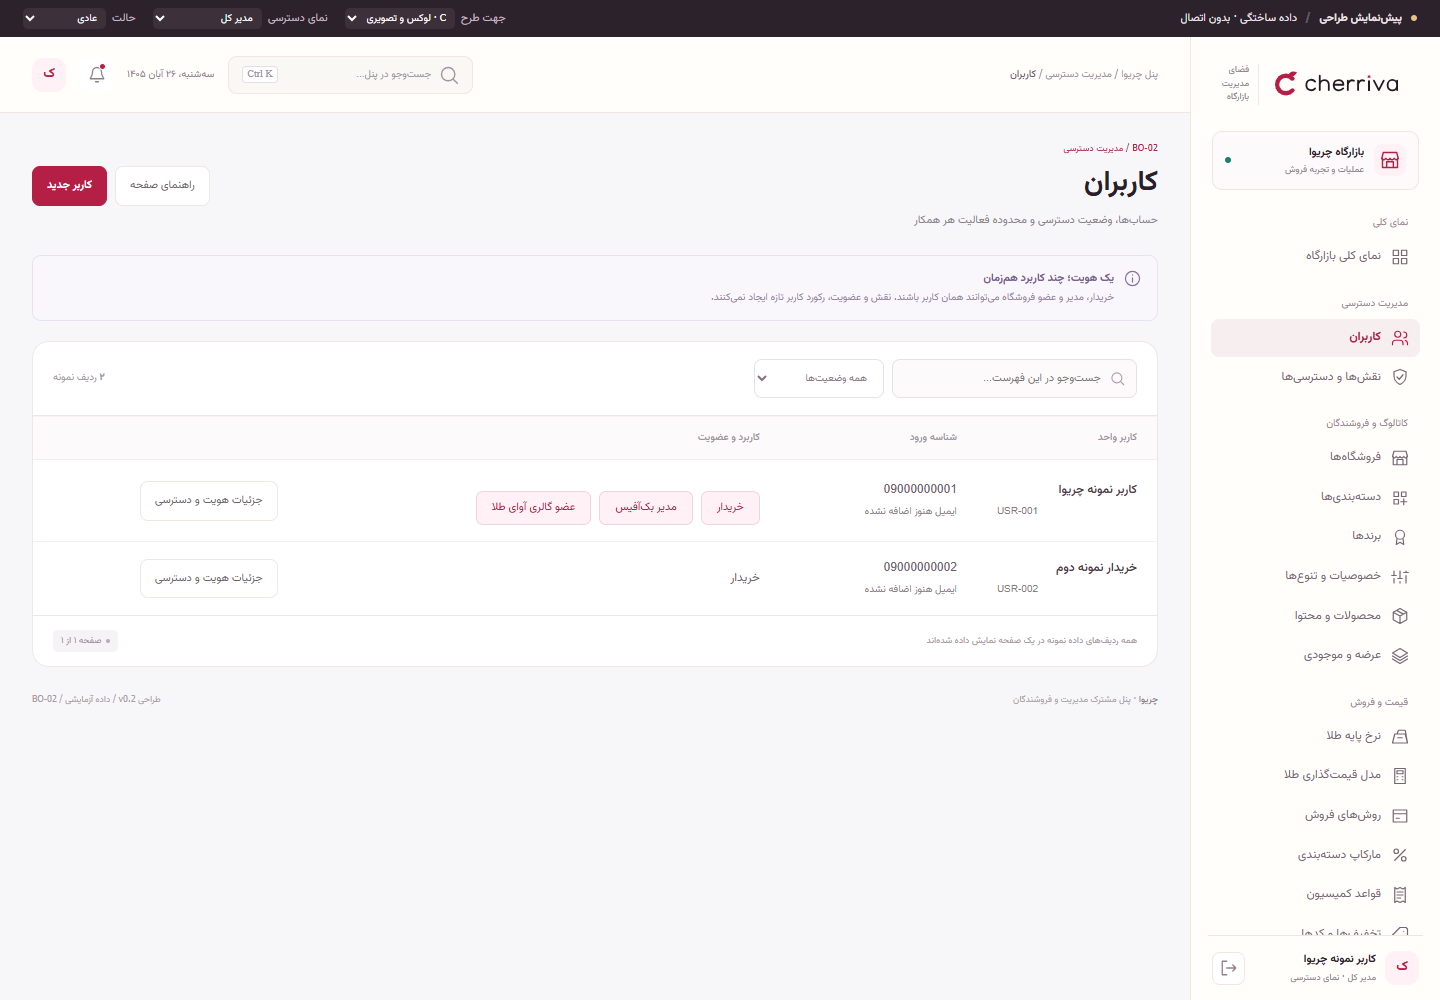 پیش‌نمایش طراحی / داده ساختگی · بدون اتصال
جهت طرح C · لوکس و تصویری نمای دسترسی مدیر کل حالت عادی
cherriva
فضای
مدیریت
بازارگاه
بازارگاه چریوا
عملیات و تجربه فروش
نمای کلی
نمای کلی بازارگاه
مدیریت دسترسی
کاربران
نقش‌ها و دسترسی‌ها
کاتالوگ و فروشندگان
فروشگاه‌ها
دسته‌بندی‌ها
برندها
خصوصیات و تنوع‌ها
محصولات و محتوا
عرضه و موجودی
قیمت و فروش
نرخ پایه طلا
مدل قیمت‌گذاری طلا
روش‌های فروش
مارکاپ دسته‌بندی
قواعد کمیسیون
تخفیف‌ها و کدها
ک
کاربر نمونه چریوا
مدیر کل · نمای دسترسی
پنل چریوا / مدیریت دسترسی / کاربران
جست‌وجو در پنل... Ctrl K
سه‌شنبه، ۲۶ آبان ۱۴۰۵
ک
BO-02 / مدیریت دسترسی
کاربران
حساب‌ها، وضعیت دسترسی و محدوده فعالیت هر همکار
راهنمای صفحه
کاربر جدید
یک هویت؛ چند کاربرد هم‌زمان
خریدار، مدیر و عضو فروشگاه می‌توانند همان کاربر باشند. نقش و عضویت، رکورد کاربر تازه ایجاد نمی‌کنند.
جست‌وجو در این فهرست...
همه وضعیت‌ها
۲ ردیف نمونه
کاربر واحد شناسه ورود کاربرد و عضویت
کاربر نمونه چریوا
USR-001
09000000001
ایمیل هنوز اضافه نشده
خریدار
مدیر بک‌آفیس
عضو گالری آوای طلا
جزئیات هویت و دسترسی
خریدار نمونه دوم
USR-002
09000000002
ایمیل هنوز اضافه نشده
خریدار
جزئیات هویت و دسترسی
همه ردیف‌های داده نمونه در یک صفحه نمایش داده شده‌اند
صفحه ۱ از ۱
چریوا · پنل مشترک مدیریت و فروشندگان
طراحی v0.2 / داده آزمایشی / BO-02